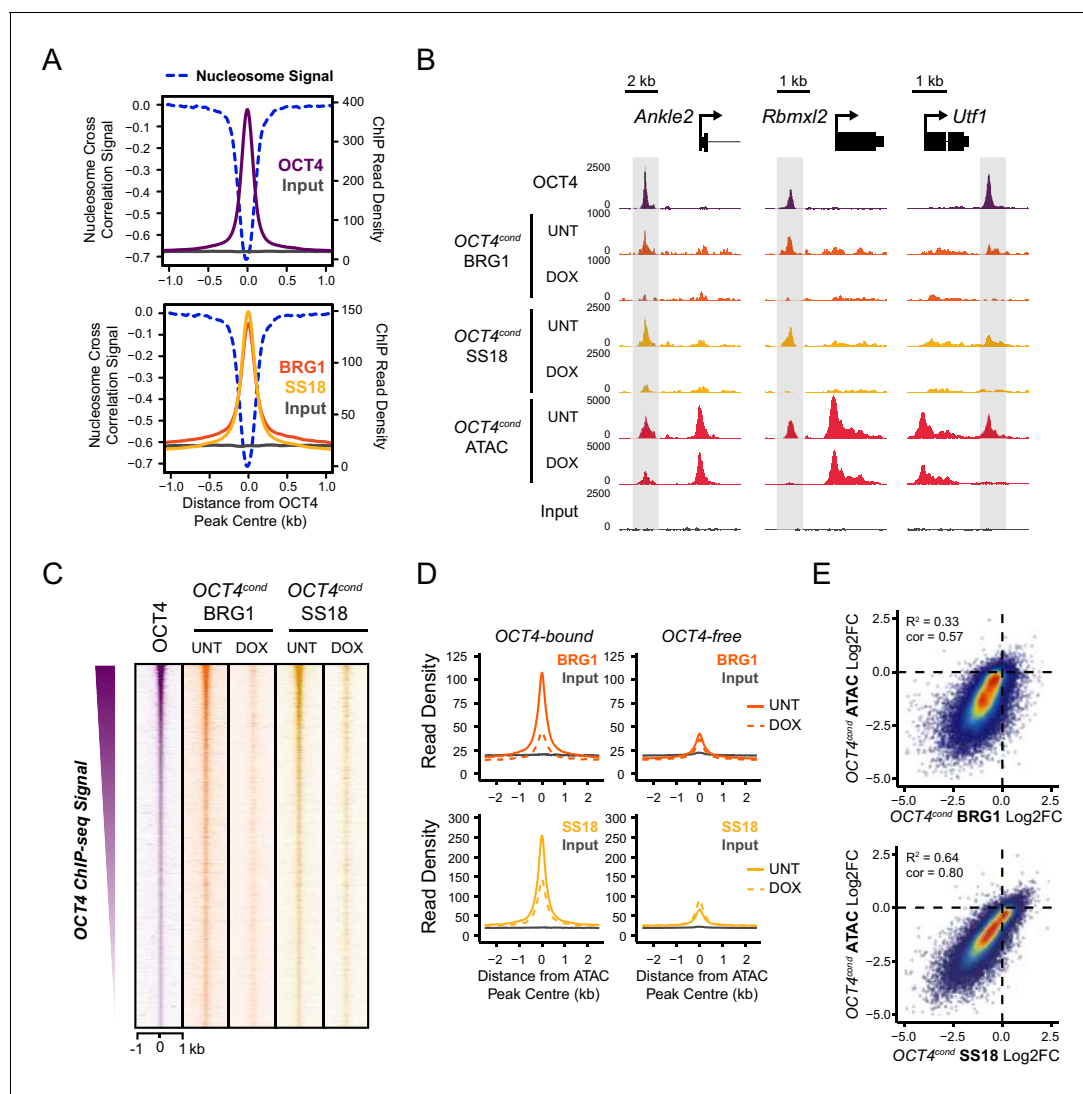 A
Nucleosome Signal
Nucleosome Cross
Correlation Signal
0.0
−0.1
−0.2
−0.3
−0.4
−0.5
−0.6
−0.7
OCT4
Input
400
300
200
100
0
ChIP Read Density
−1.0 −0.5 0.0 0.5 1.0
Nucleosome Cross
Correlation Signal
0.0
−0.1
−0.2
−0.3
−0.4
−0.5
−0.6
−0.7
BRG1
SS18
Input
150
100
50
0
ChIP Read Density
−1.0 −0.5 0.0 0.5 1.0
Distance from OCT4
Peak Centre (kb)
B
2 kb 1 kb 1 kb
Ankle2 Rbmxl2 Utf1
OCT4
2500
0
OCT4cond
BRG1
UNT
1000
0
DOX
1000
0
OCT4cond
SS18
UNT
2500
0
DOX
2500
0
OCT4cond
ATAC
UNT
5000
0
DOX
5000
0
Input
2500
0
C
OCT4
OCT4cond
BRG1
OCT4cond
SS18
UNT DOX UNT DOX
OCT4 ChIP-seq Signal
-1 0 1 kb
D
OCT4-bound OCT4-free
Read Density
125
100
75
50
25
0
BRG1
Input
BRG1
Input
UNT
DOX
−2 −1 0 1 2
−2 −1 0 1 2
Read Density
300
250
200
150
100
50
0
SS18
Input
SS18
Input
UNT
DOX
−2 −1 0 1 2
−2 −1 0 1 2
Distance from ATAC
Peak Centre (kb)
Distance from ATAC
Peak Centre (kb)
E
OCT4cond ATAC Log2FC
2.5
0.0
−2.5
−5.0
R2 = 0.33
cor = 0.57
−5.0 −2.5 0.0 2.5
OCT4cond BRG1 Log2FC
OCT4cond ATAC Log2FC
2.5
0.0
−2.5
−5.0
R2 = 0.64
cor = 0.80
−5.0 −2.5 0.0 2.5
OCT4cond SS18 Log2FC